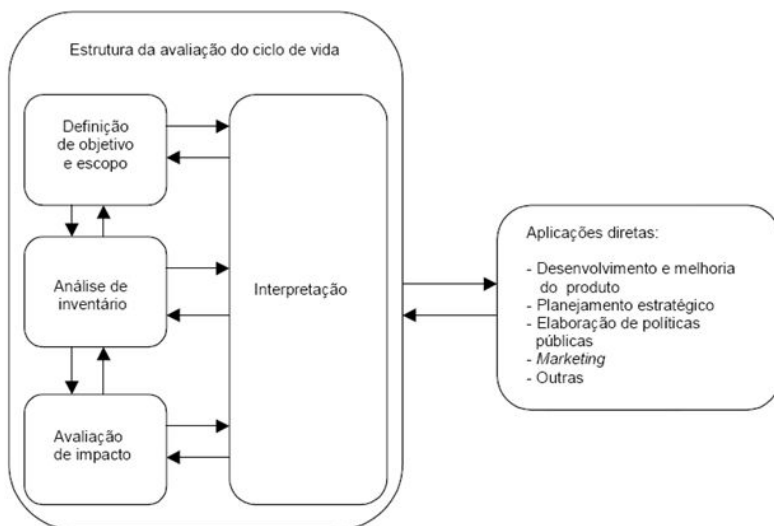 Estrutura da avaliação do ciclo de vida
Definição
de objetivo
e escopo
Análise de
inventário
Avaliação
de impacto
Interpretação
Aplicações diretas:
- Desenvolvimento e melhoria
do produto
- Planejamento estratégico
- Elaboração de políticas
públicas
- Marketing
- Outras